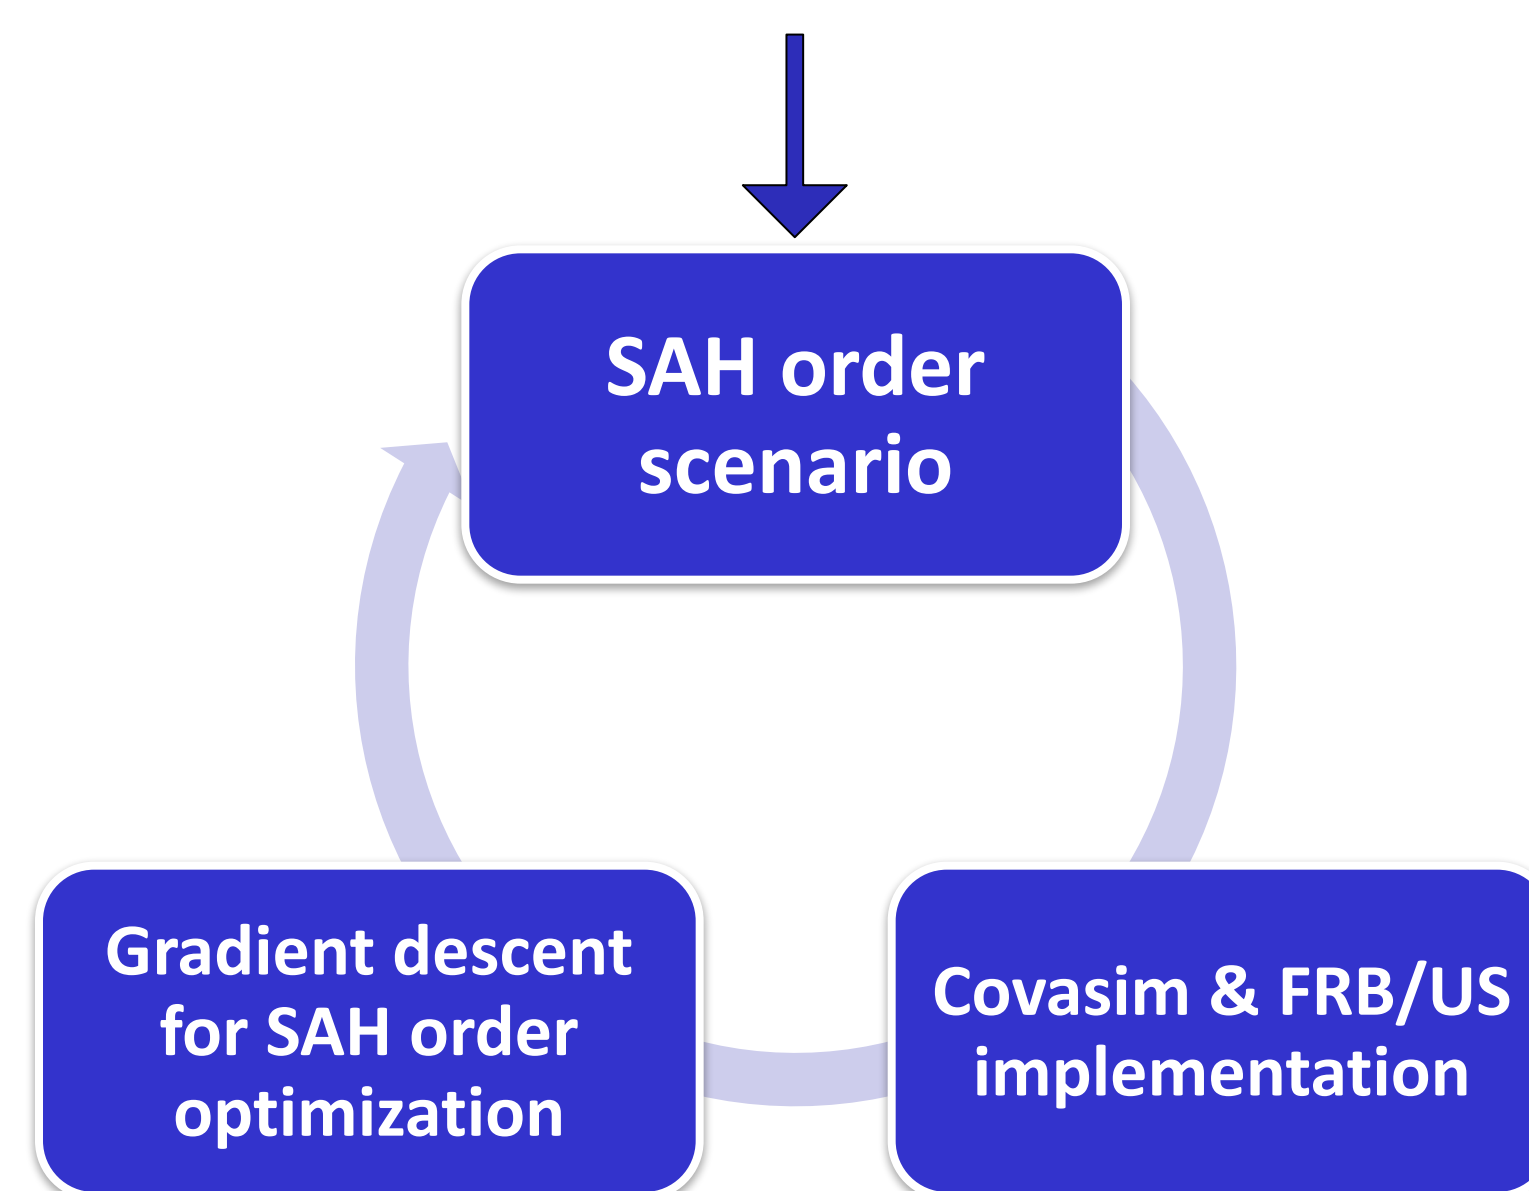 SAH order
scenario
Gradient descent
for SAH order
optimization
Covasim & FRB/US
implementation